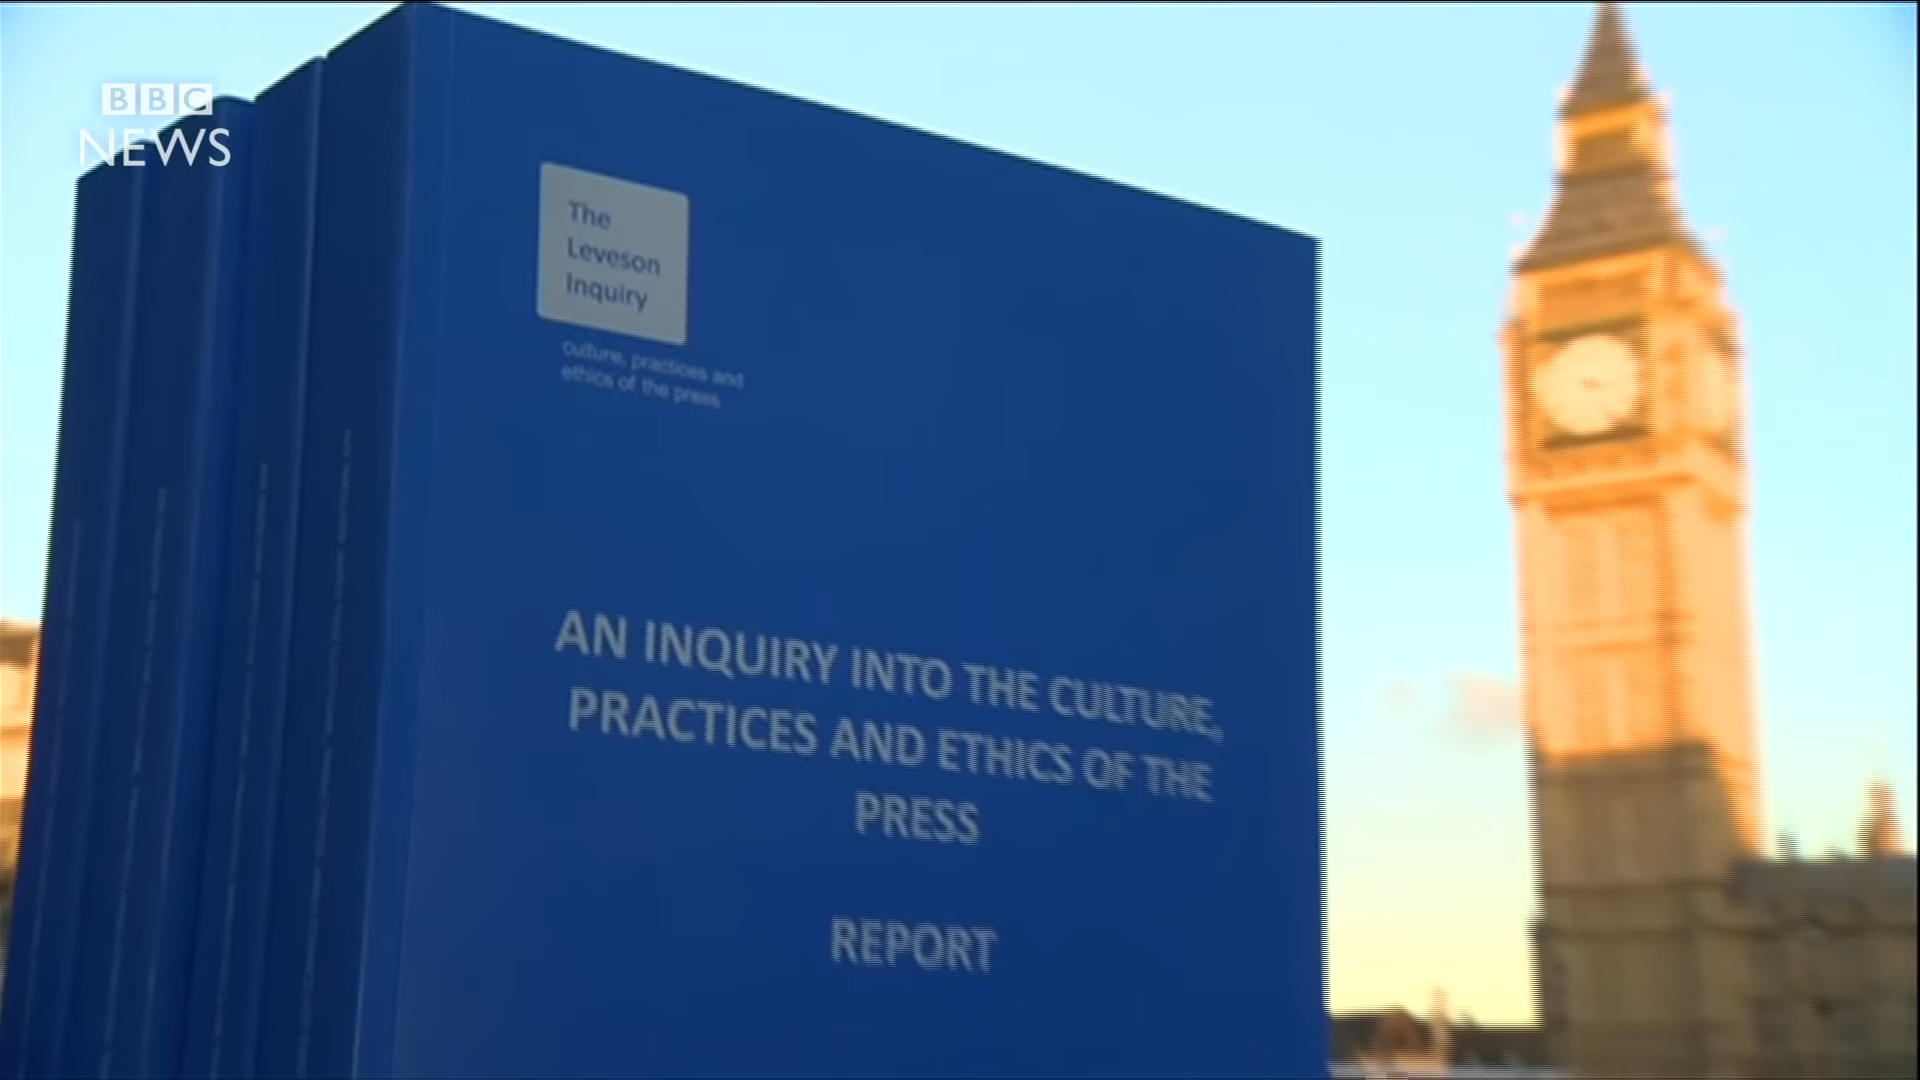 BBC
NEWS
The
Leveson
Inquiry
culture, practices and
ethics of the press
AN INQUIRY INTO THE CULTURE,
PRACTICES AND ETHICS OF THE
PRESS
REPORT